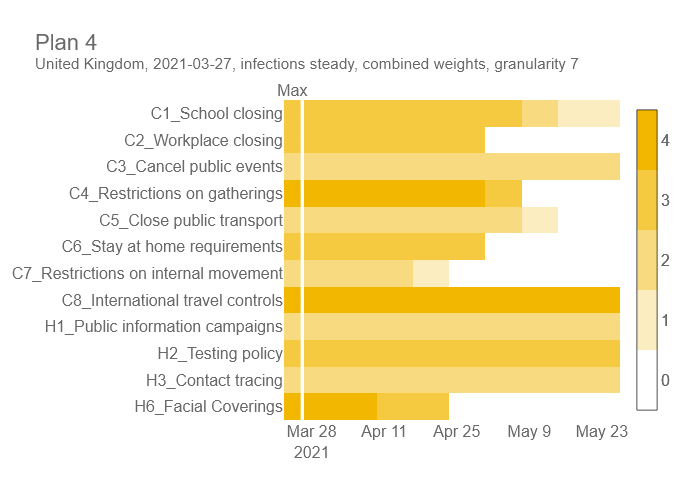 Plan 4
United Kingdom, 2021-03-27, infections steady, combined weights, granularity 7
Max
C1_School closing
C2_Workplace closing
C3_Cancel public events
C4_Restrictions on gatherings
C5_Close public transport
C6_Stay at home requirements
C7_Restrictions on internal movement
C8_International travel controls
H1_Public information campaigns
H2_Testing policy
H3_Contact tracing
H6_Facial Coverings
Mar 28 Apr 11 Apr 25 May 9 May 23
2021
4
3
2
1
0